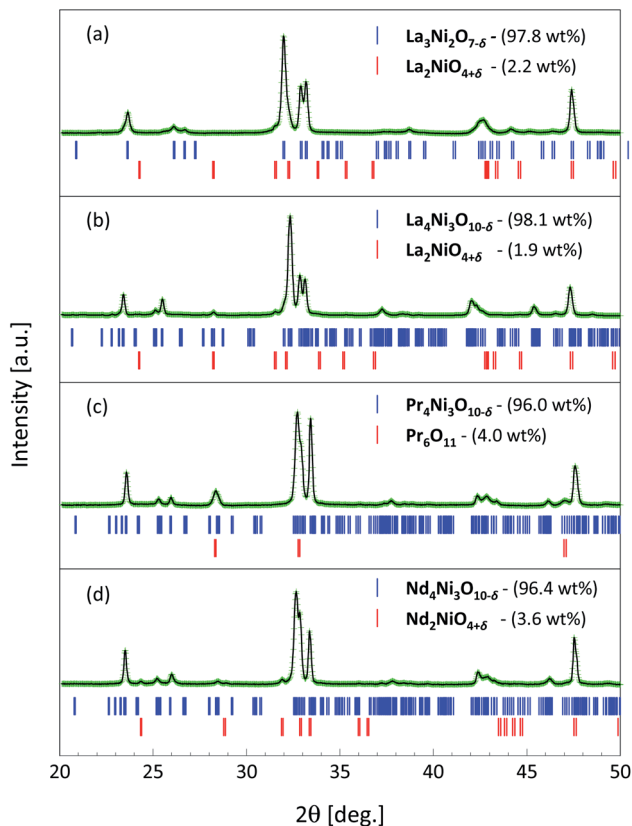 (a)
La3Ni2O7-δ - (97.8 wt%)
La2NiO4+δ - (2.2 wt%)
(b)
La4Ni3O10-δ - (98.1 wt%)
La2NiO4+δ - (1.9 wt%)
(c)
Pr4Ni3O10-δ - (96.0 wt%)
Pr6O11 - (4.0 wt%)
(d)
Nd4Ni3O10-δ - (96.4 wt%)
Nd2NiO4+δ - (3.6 wt%)
Intensity [a.u.]
20 25 30 35 40 45 50
2θ [deg.]